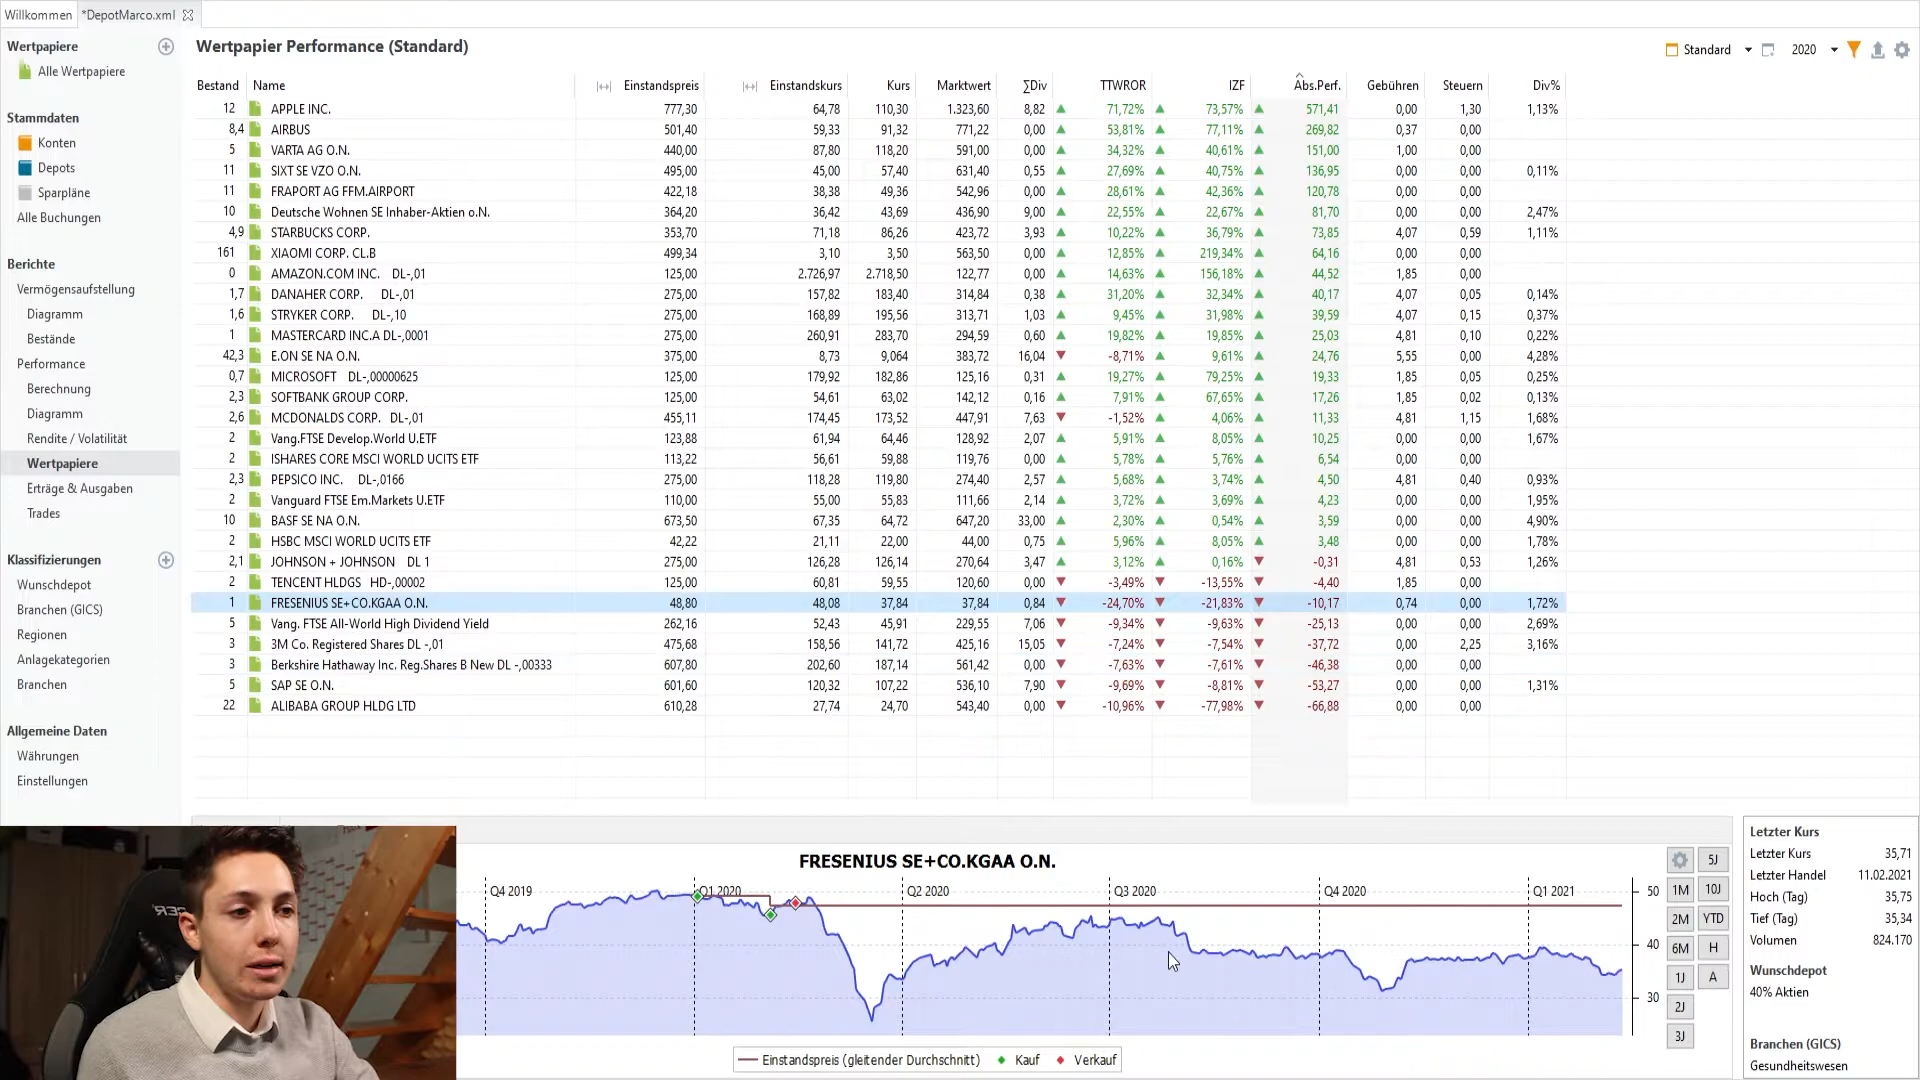 Willkommen *DepotMarco.xml
Wertpapiere
Alle Wertpapiere
Stammdaten
Konten
Depots
Sparpläne
Alle Buchungen
Berichte
Vermögensaufstellung
Diagramm
Bestände
Performance
Berechnung
Diagramm
Rendite / Volatilität
Wertpapiere
Erträge & Ausgaben
Trades
Klassifizierungen
Wunschdepot
Branchen (GICS)
Regionen
Anlagekategorien
Branchen
Allgemeine Daten
Währungen
Einstellungen
Wertpapier Performance (Standard)
Standard 2020
Bestand Name Einstandspreis Einstandskurs Kurs Marktwert ∑Div TTWROR IZF Abs.Perf. Gebühren Steuern Div%
12 APPLE INC. 777,30 64,78 110,30 1.323,60 8,82 71,72% 73,57% 571,41 0,00 1,30 1,13%
8,4 AIRBUS 501,40 59,33 91,32 771,22 0,00 53,81% 77,11% 269,82 0,37 0,00
5 VARTA AG O.N. 440,00 87,80 118,20 591,00 0,00 34,32% 40,61% 151,00 1,00 0,00
11 SIXT SE VZO O.N. 495,00 45,00 57,40 631,40 0,55 27,69% 40,75% 136,95 0,00 0,00 0,11%
11 FRAPORT AG FFM.AIRPORT 422,18 38,38 49,36 542,96 0,00 28,61% 42,36% 120,78 0,00 0,00
10 Deutsche Wohnen SE Inhaber-Aktien o.N. 364,20 36,42 43,69 436,90 9,00 22,55% 22,67% 81,70 0,00 0,00 2,47%
4,9 STARBUCKS CORP. 353,70 71,18 86,26 423,72 3,93 10,22% 36,79% 73,85 4,07 0,59 1,11%
161 XIAOMI CORP. CL.B 499,34 3,10 3,50 563,50 0,00 12,85% 219,34% 64,16 0,00 0,00
0 AMAZON.COM INC. DL-,01 125,00 2.726,97 2.718,50 122,77 0,00 14,63% 156,18% 44,52 1,85 0,00
1,7 DANAHER CORP. DL-,01 275,00 157,82 183,40 314,84 0,38 31,20% 32,34% 40,17 4,07 0,05 0,14%
1,6 STRYKER CORP. DL-,10 275,00 168,89 195,56 313,71 1,03 9,45% 31,98% 39,59 4,07 0,15 0,37%
1 MASTERCARD INC.A DL-,0001 275,00 260,91 283,70 294,59 0,60 19,82% 19,85% 25,03 4,81 0,10 0,22%
42,3 E.ON SE NA O.N. 375,00 8,73 9,064 383,72 16,04 -8,71% 9,61% 24,76 5,55 0,00 4,28%
0,7 MICROSOFT DL-,00000625 125,00 179,92 182,86 125,16 0,31 19,27% 79,25% 19,33 1,85 0,05 0,25%
2,3 SOFTBANK GROUP CORP. 125,00 54,61 63,02 142,12 0,16 7,91% 67,65% 17,26 1,85 0,02 0,13%
2,6 MCDONALDS CORP. DL-,01 455,11 174,45 173,52 447,91 7,63 -1,52% 4,06% 11,33 4,81 1,15 1,68%
2 Vang.FTSE Develop.World U.ETF 123,88 61,94 64,46 128,92 2,07 5,91% 8,05% 10,25 0,00 0,00 1,67%
2 ISHARES CORE MSCI WORLD UCITS ETF 113,22 56,61 59,88 119,76 0,00 5,78% 5,76% 6,54 0,00 0,00
2,3 PEPSICO INC. DL-,0166 275,00 118,28 119,80 274,40 2,57 5,68% 3,74% 4,50 4,81 0,40 0,93%
2 Vanguard FTSE Em.Markets U.ETF 110,00 55,00 55,83 111,66 2,14 3,72% 3,69% 4,23 0,00 0,00 1,95%
10 BASF SE NA O.N. 673,50 67,35 64,72 647,20 33,00 2,30% 0,54% 3,59 0,00 0,00 4,90%
2 HSBC MSCI WORLD UCITS ETF 42,22 21,11 22,00 44,00 0,75 5,96% 8,05% 3,48 0,00 0,00 1,78%
2,1 JOHNSON + JOHNSON DL 1 275,00 126,28 126,14 270,64 3,47 3,12% 0,16% -0,31 4,81 0,53 1,26%
2 TENCENT HLDGS HD-,00002 125,00 60,81 59,55 120,60 0,00 -3,49% -13,55% -4,40 1,85 0,00
1 FRESENIUS SE+CO.KGAA O.N. 48,80 48,08 37,84 37,84 0,84 -24,70% -21,83% -10,17 0,74 0,00 1,72%
5 Vang. FTSE All-World High Dividend Yield 262,16 52,43 45,91 229,55 7,06 -9,34% -9,63% -25,13 0,00 0,00 2,69%
3 3M Co. Registered Shares DL -,01 475,68 158,56 141,72 425,16 15,05 -7,24% -7,54% -37,72 0,00 2,25 3,16%
3 Berkshire Hathaway Inc. Reg.Shares B New DL -,00333 607,80 202,60 187,14 561,42 0,00 -7,63% -7,61% -46,38 0,00 0,00
5 SAP SE O.N. 601,60 120,32 107,22 536,10 7,90 -9,69% -8,81% -53,27 0,00 0,00 1,31%
22 ALIBABA GROUP HLDG LTD 610,28 27,74 24,70 543,40 0,00 -10,96% -77,98% -66,88 0,00 0,00
FRESENIUS SE+CO.KGAA O.N.
Q4 2019 Q1 2020 Q2 2020 Q3 2020 Q4 2020 Q1 2021
50
40
30
Einstandspreis (gleitender Durchschnitt) Kauf Verkauf
5J
1M 10J
2M YTD
6M H
1J A
2J
3J
Letzter Kurs
Letzter Kurs 35,71
Letzter Handel 11.02.2021
Hoch (Tag) 35,75
Tief (Tag) 35,34
Volumen 824.170
Wunschdepot
40% Aktien
Branchen (GICS)
Gesundheitswesen